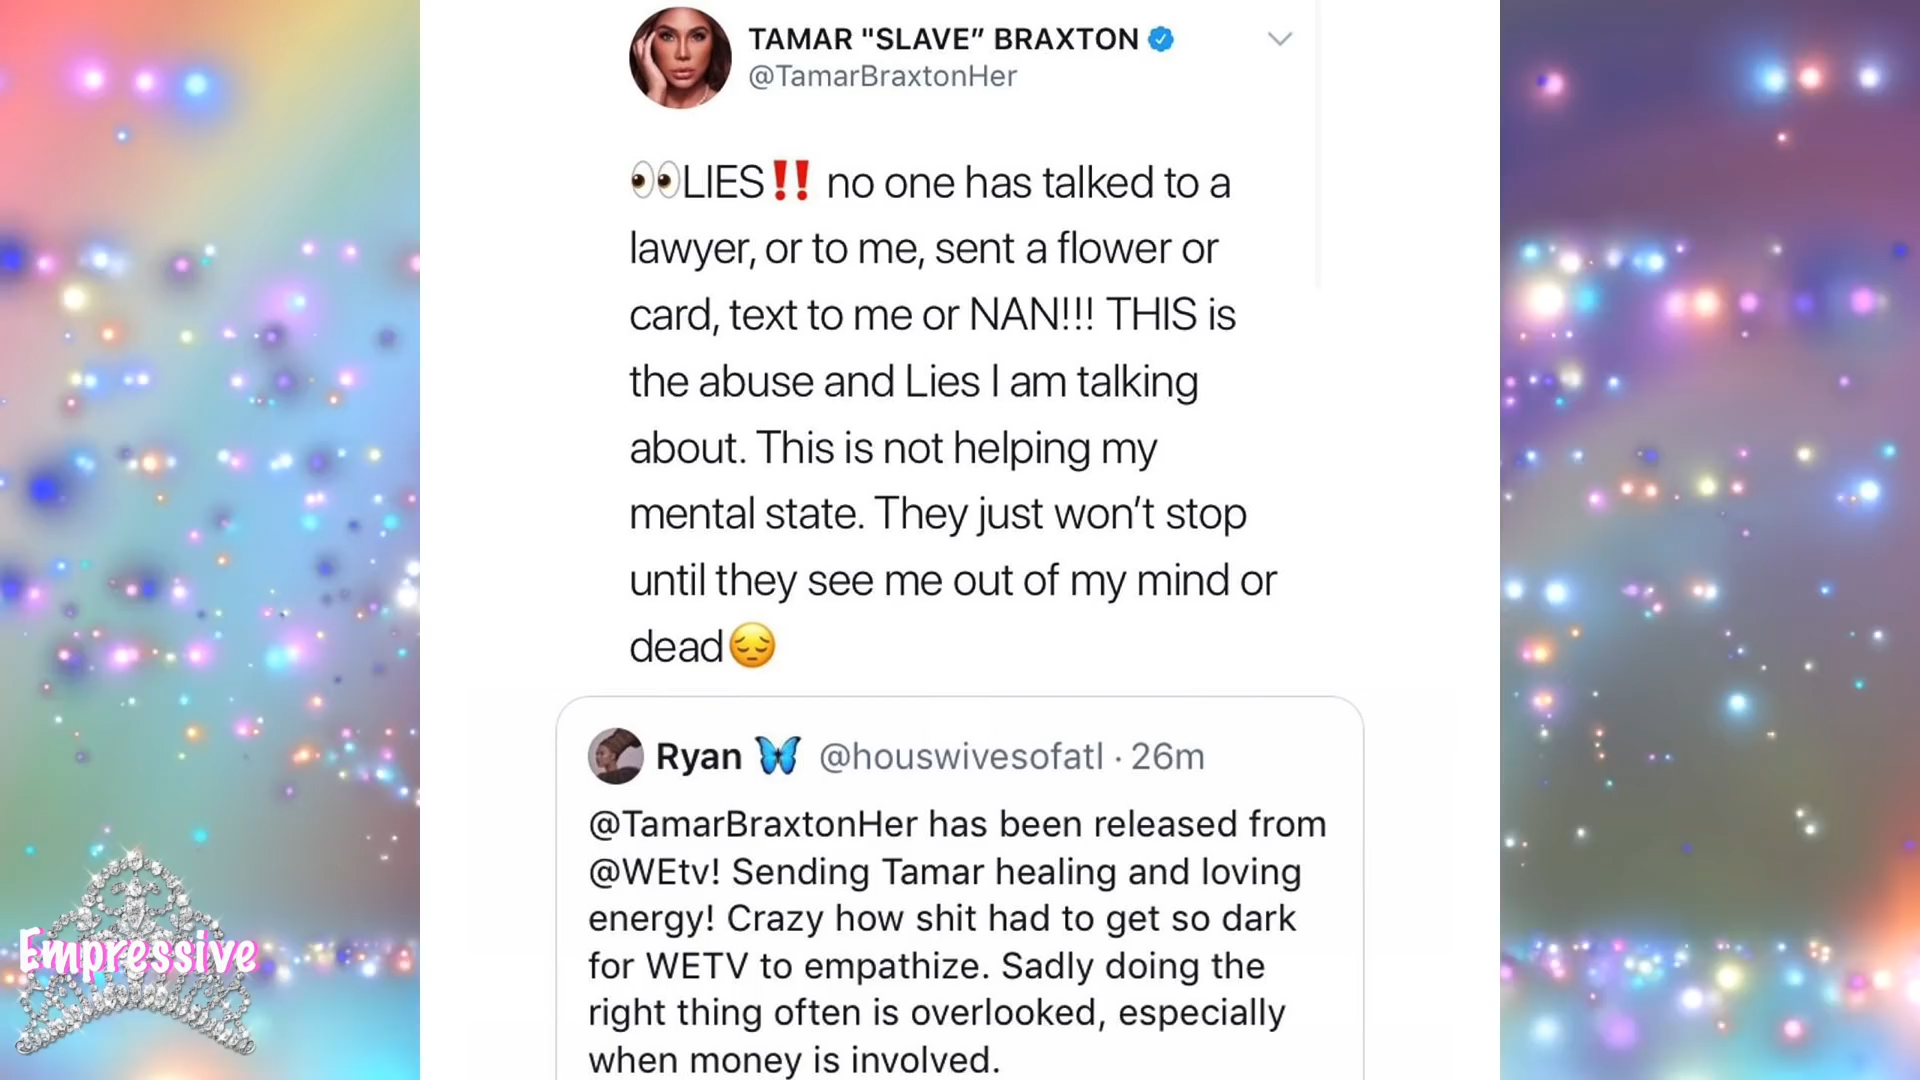 TAMAR "SLAVE” BRAXTON
@TamarBraxtonHer
👀LIES‼️ no one has talked to a
lawyer, or to me, sent a flower or
card, text to me or NAN!!! THIS is
the abuse and Lies I am talking
about. This is not helping my
mental state. They just won’t stop
until they see me out of my mind or
dead😔
Ryan 🦋 @houswivesofatl · 26m
@TamarBraxtonHer has been released from
@WEtv! Sending Tamar healing and loving
energy! Crazy how shit had to get so dark
for WETV to empathize. Sadly doing the
right thing often is overlooked, especially
when money is involved.
Empressive